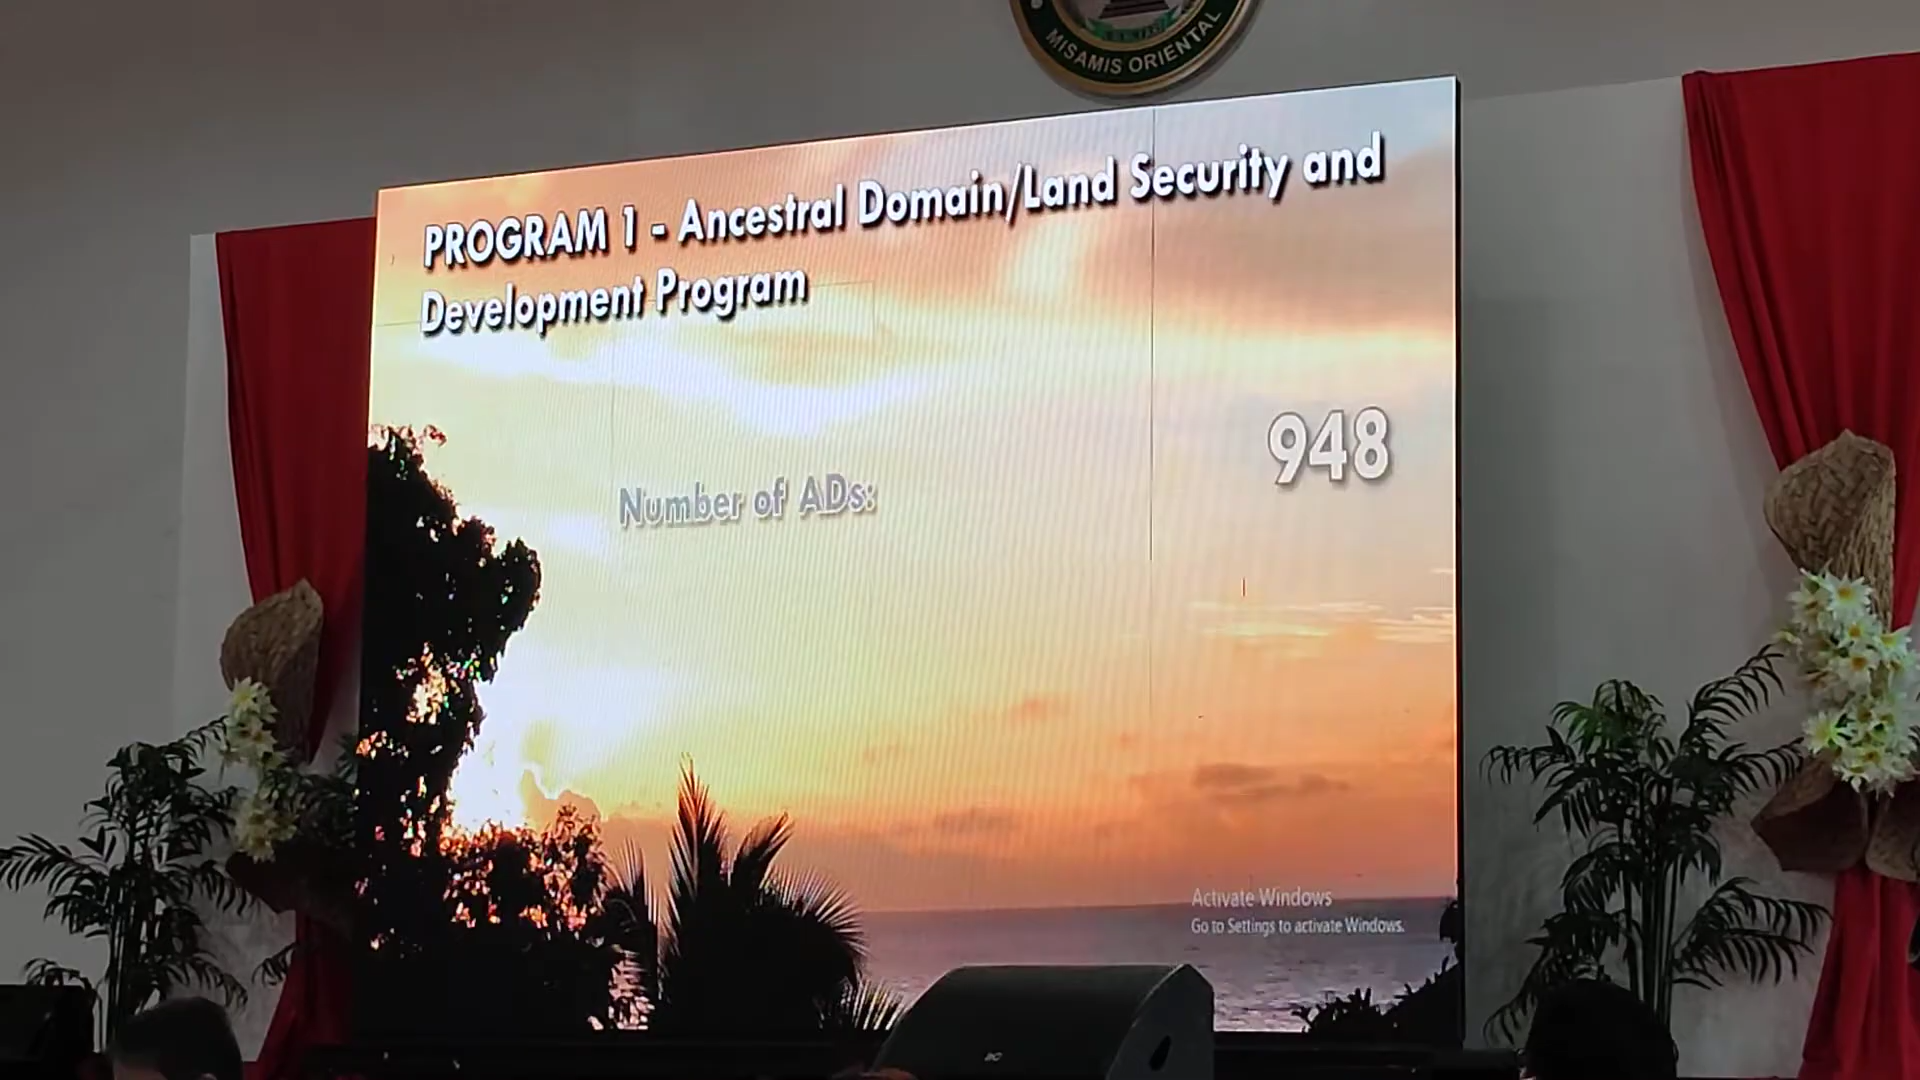 MISAMIS ORIENTAL
PROGRAM 1 - Ancestral Domain/Land Security and
Development Program
948
Number of ADs:
Activate Windows
Go to Settings to activate Windows.